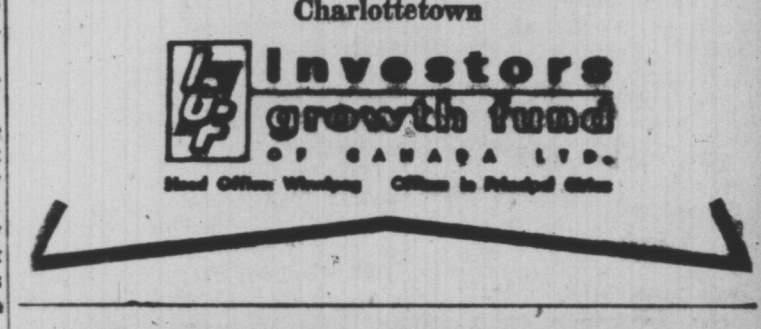 Charlottetown
Investors
growth fund
OF CANADA LTD.
Head Office: Winnipeg Offices in Principal Cities